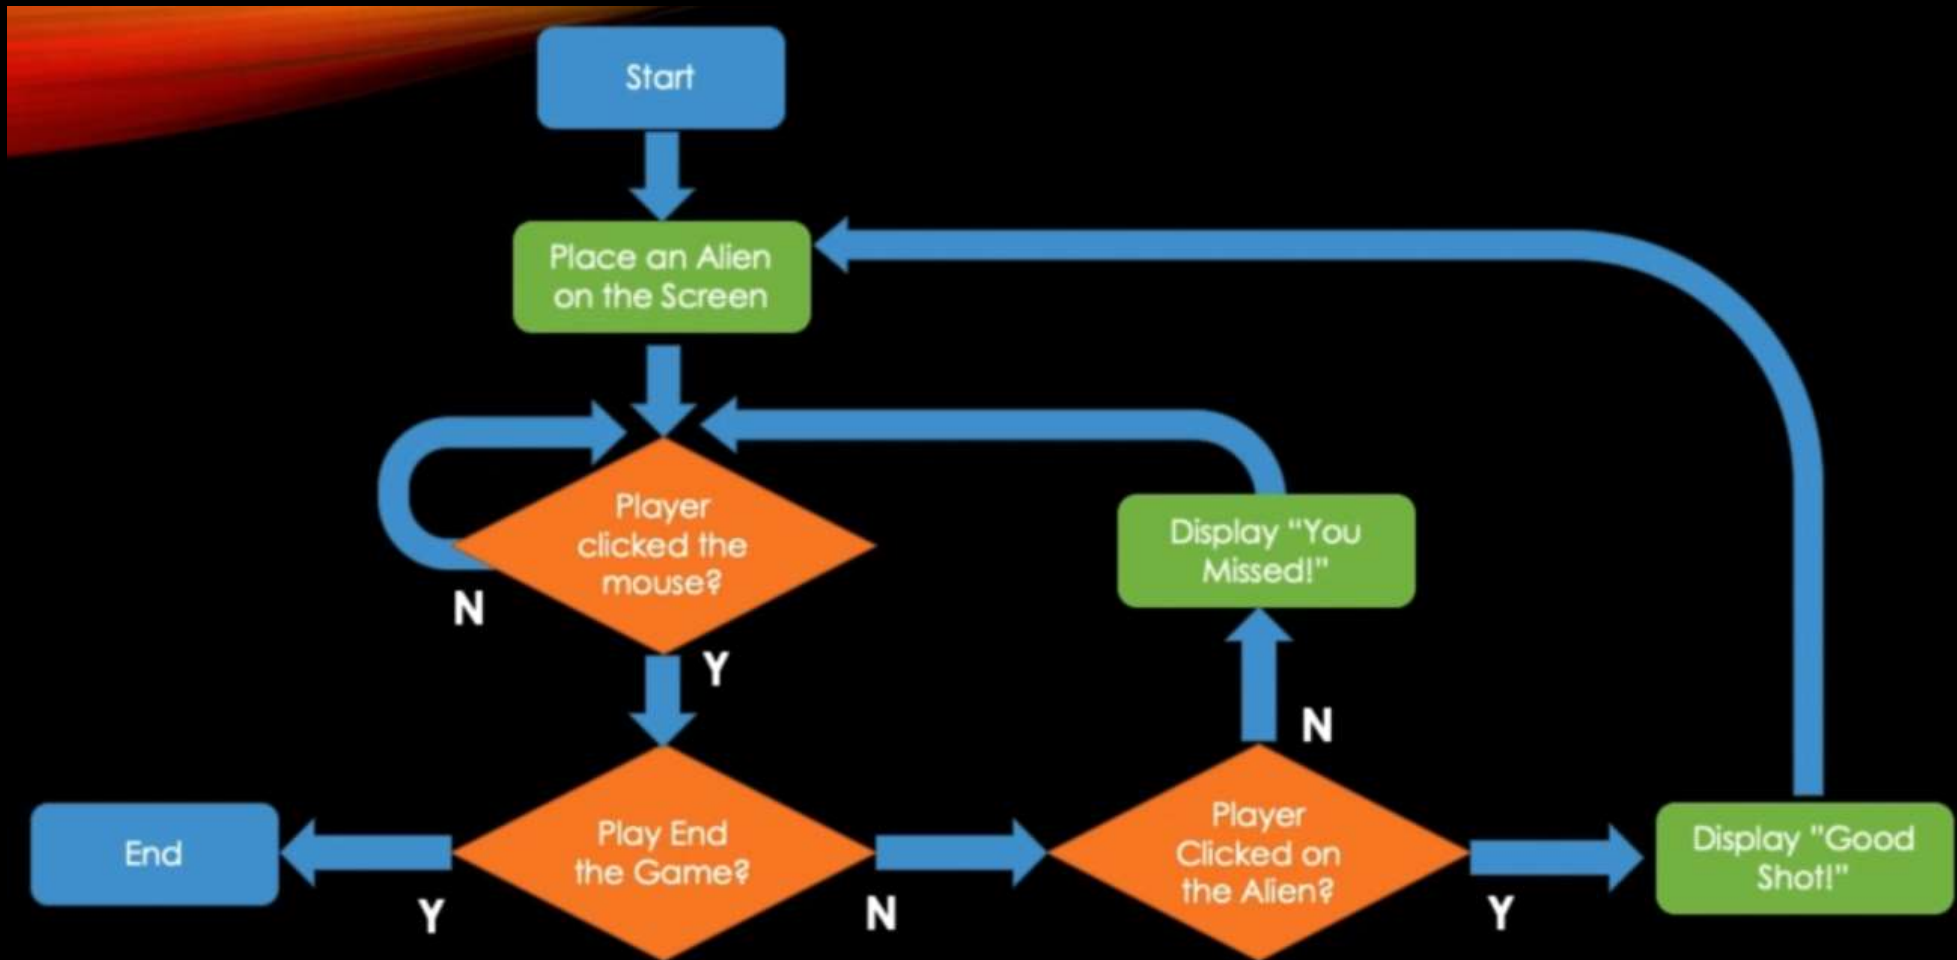 Start
Place an Alien
on the Screen
Player
clicked the
mouse?
N
Y
Display “You
Missed!”
N
End
Y
Play End
the Game?
N
Player
Clicked on
the Alien?
Y
Display ”Good
Shot!”